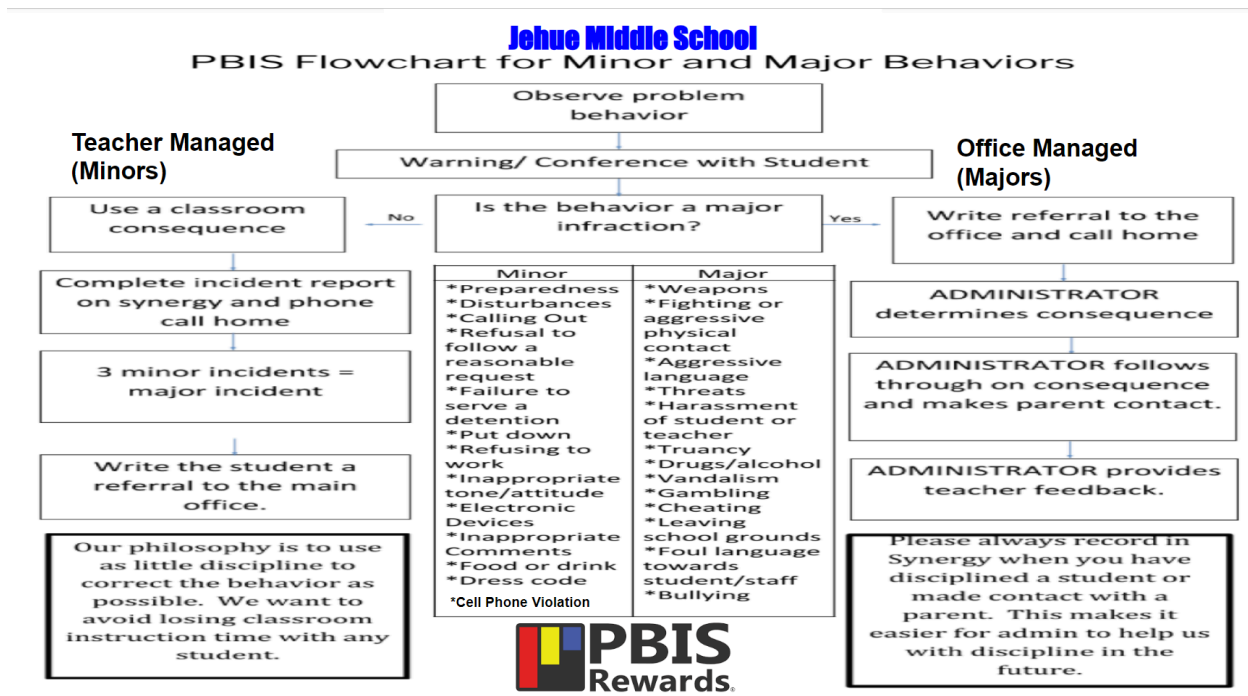 Jehue Middle School
PBIS Flowchart for Minor and Major Behaviors
Observe problem
behavior
Warning/ Conference with Student
Is the behavior a major
infraction?
No
Yes
Teacher Managed
(Minors)
Use a classroom
consequence
Complete incident report
on synergy and phone
call home
3 minor incidents =
major incident
Write the student a
referral to the main
office.
Our philosophy is to use
as little discipline to
correct the behavior as
possible. We want to
avoid losing classroom
instruction time with any
student.
Minor
*Preparedness
*Disturbances
*Calling Out
*Refusal to
follow a
reasonable
request
*Failure to
serve a
detention
*Put down
*Refusing to
work
*Inappropriate
tone/attitude
*Electronic
Devices
*Inappropriate
Comments
*Food or drink
*Dress code
*Cell Phone Violation
Major
*Weapons
*Fighting or
aggressive
physical
contact
*Aggressive
language
*Threats
*Harassment
of student or
teacher
*Truancy
*Drugs/alcohol
*Vandalism
*Gambling
*Cheating
*Leaving
school grounds
*Foul language
towards
student/staff
*Bullying
Office Managed
(Majors)
Write referral to the
office and call home
ADMINISTRATOR
determines consequence
ADMINISTRATOR follows
through on consequence
and makes parent contact.
ADMINISTRATOR provides
teacher feedback.
Please always record in
Synergy when you have
disciplined a student or
made contact with a
parent. This makes it
easier for admin to help us
with discipline in the
future.
PBIS
Rewards®